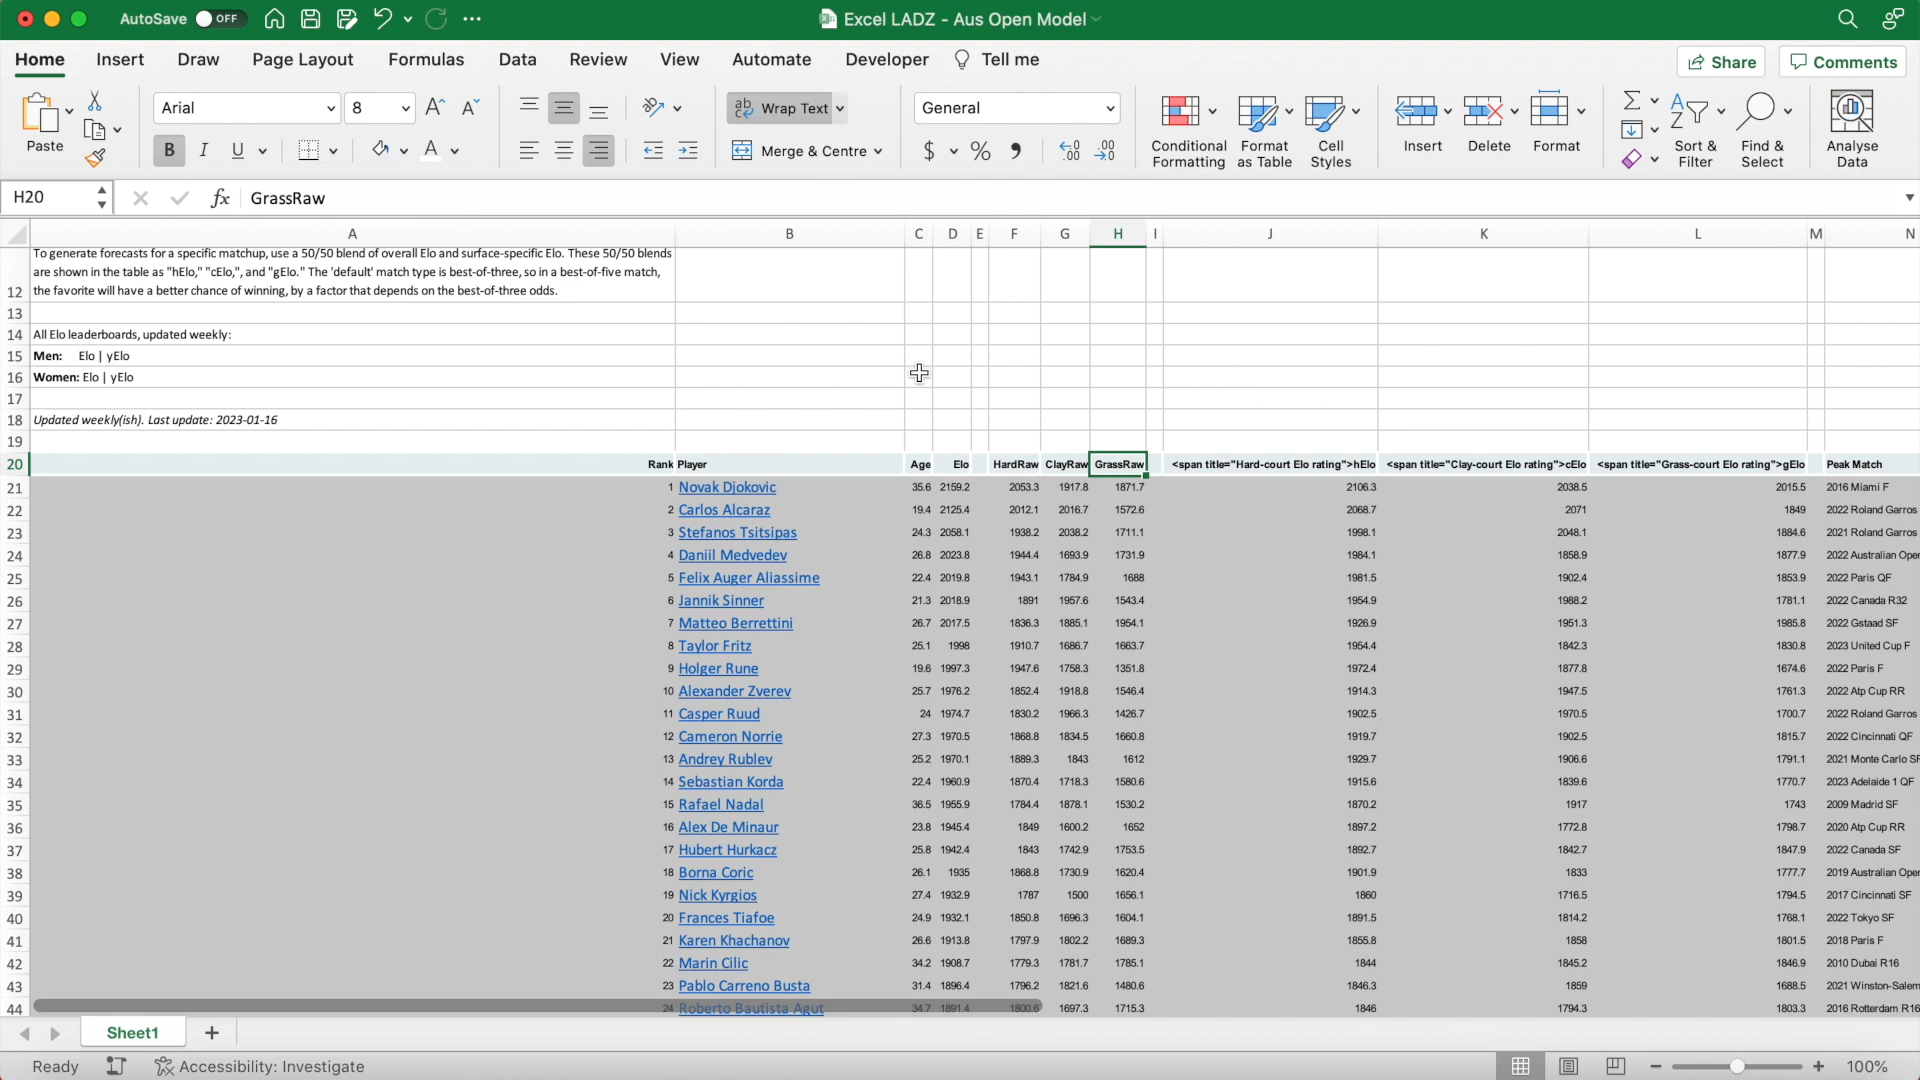 AutoSave OFF
Excel LADZ - Aus Open Model
Home Insert Draw Page Layout Formulas Data Review View Automate Developer Tell me Share Comments
Paste Arial 8 A^ A˅ ab Wrap Text General Conditional Formatting Format as Table Cell Styles Insert Delete Format Sort & Filter Find & Select Analyse Data
B I U A Merge & Centre $ % , .00
H20 fx GrassRaw
A B C D E F G H I J K L M N
To generate forecasts for a specific matchup, use a 50/50 blend of overall Elo and surface-specific Elo. These 50/50 blends
are shown in the table as "hElo," "cElo,", and "gElo." The 'default' match type is best-of-three, so in a best-of-five match,
12 the favorite will have a better chance of winning, by a factor that depends on the best-of-three odds.
13
14 All Elo leaderboards, updated weekly:
15 Men: Elo | yElo
16 Women: Elo | yElo
17
18 Updated weekly(ish). Last update: 2023-01-16
19
20 Rank Player Age Elo HardRaw ClayRaw GrassRaw <span title="Hard-court Elo rating">hElo <span title="Clay-court Elo rating">cElo <span title="Grass-court Elo rating">gElo Peak Match
21 1 Novak Djokovic 35.6 2159.2 2053.3 1917.8 1871.7 2106.3 2038.5 2015.5 2016 Miami F
22 2 Carlos Alcaraz 19.4 2125.4 2012.1 2016.7 1572.6 2068.7 2071 1849 2022 Roland Garros
23 3 Stefanos Tsitsipas 24.3 2058.1 1938.2 2038.2 1711.1 1998.1 2048.1 1884.6 2021 Roland Garros
24 4 Daniil Medvedev 26.8 2023.8 1944.4 1693.9 1731.9 1984.1 1858.9 1877.9 2022 Australian Open
25 5 Felix Auger Aliassime 22.4 2019.8 1943.1 1784.9 1688 1981.5 1902.4 1853.9 2022 Paris QF
26 6 Jannik Sinner 21.3 2018.9 1891 1957.6 1543.4 1954.9 1988.2 1781.1 2022 Canada R32
27 7 Matteo Berrettini 26.7 2017.5 1836.3 1885.1 1954.1 1926.9 1951.3 1985.8 2022 Gstaad SF
28 8 Taylor Fritz 25.1 1998 1910.7 1686.7 1663.7 1954.4 1842.3 1830.8 2023 United Cup F
29 9 Holger Rune 19.6 1997.3 1947.6 1758.3 1351.8 1972.4 1877.8 1674.6 2022 Paris F
30 10 Alexander Zverev 25.7 1976.2 1852.4 1918.8 1546.4 1914.3 1947.5 1761.3 2022 Atp Cup RR
31 11 Casper Ruud 24 1974.7 1830.2 1966.3 1426.7 1902.5 1970.5 1700.7 2022 Roland Garros
32 12 Cameron Norrie 27.3 1970.5 1868.8 1834.5 1660.8 1919.7 1902.5 1815.7 2022 Cincinnati QF
33 13 Andrey Rublev 25.2 1970.1 1889.3 1843 1612 1929.7 1906.6 1791.1 2021 Monte Carlo SF
34 14 Sebastian Korda 22.4 1960.9 1870.4 1718.3 1580.6 1915.6 1839.6 1770.7 2023 Adelaide 1 QF
35 15 Rafael Nadal 36.5 1955.9 1784.4 1878.1 1530.2 1870.2 1917 1743 2009 Madrid SF
36 16 Alex De Minaur 23.8 1945.4 1849 1600.2 1652 1897.2 1772.8 1798.7 2020 Atp Cup RR
37 17 Hubert Hurkacz 25.8 1942.4 1843 1742.9 1753.5 1892.7 1842.7 1847.9 2022 Canada SF
38 18 Borna Coric 26.1 1935 1868.8 1730.9 1620.4 1901.9 1833 1777.7 2019 Australian Ope
39 19 Nick Kyrgios 27.4 1932.9 1787 1500 1656.1 1860 1716.5 1794.5 2017 Cincinnati SF
40 20 Frances Tiafoe 24.9 1932.1 1850.8 1696.3 1604.1 1891.5 1814.2 1768.1 2022 Tokyo SF
41 21 Karen Khachanov 26.6 1913.8 1797.9 1802.2 1689.3 1855.8 1858 1801.5 2018 Paris F
42 22 Marin Cilic 34.2 1908.7 1779.3 1781.7 1785.1 1844 1845.2 1846.9 2010 Dubai R16
43 23 Pablo Carreno Busta 31.4 1896.4 1796.2 1821.6 1480.6 1846.3 1859 1688.5 2021 Winston-Salem
44 24 Roberto Bautista Agut 34.7 1891.4 1800.6 1697.3 1715.3 1846 1794.3 1803.3 2016 Rotterdam R16
Sheet1
Ready Accessibility: Investigate 100%